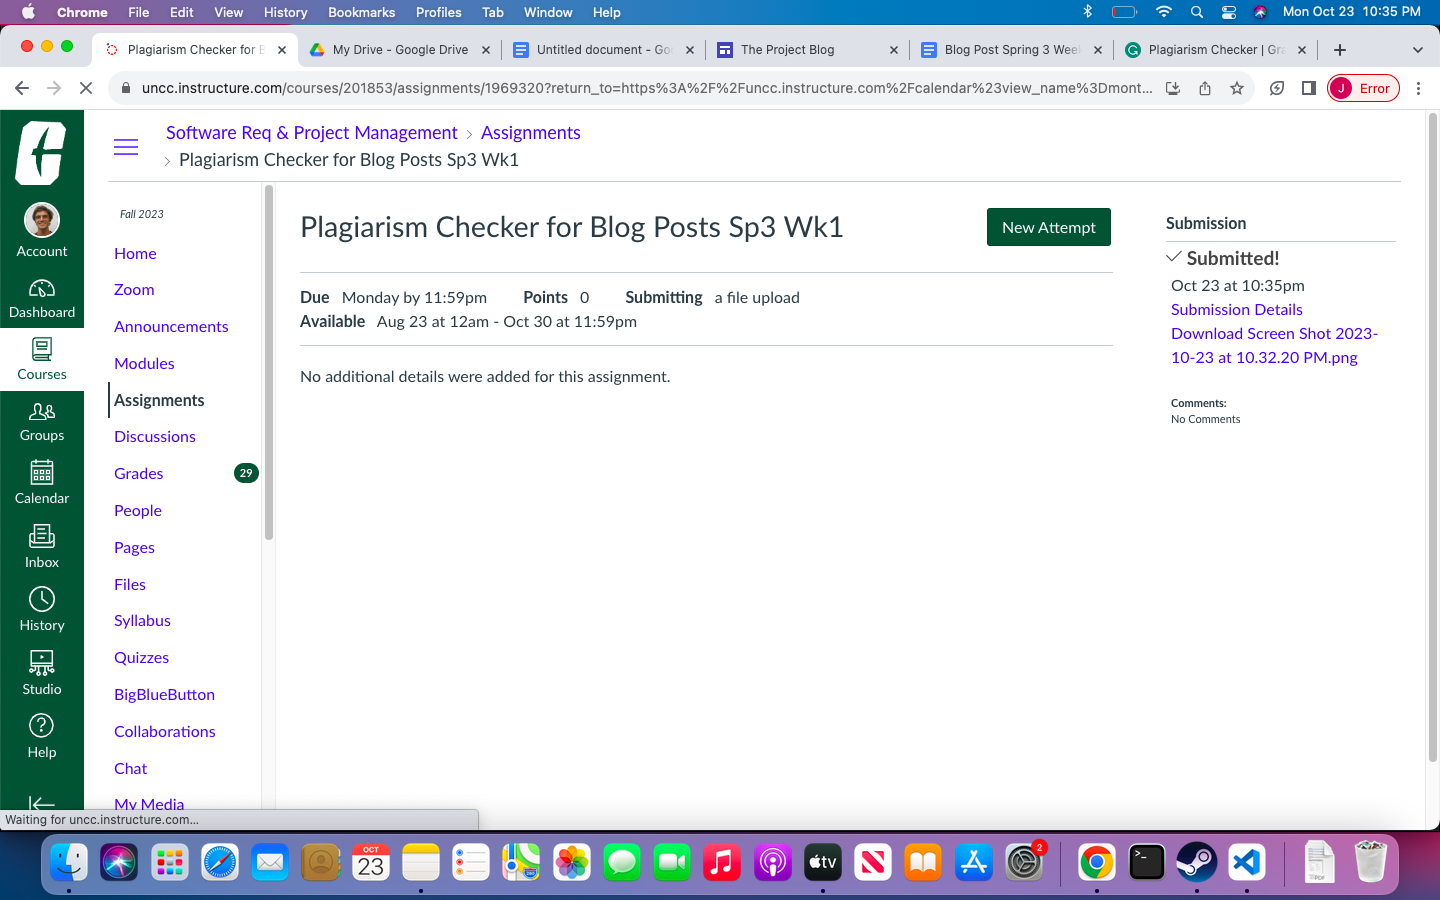 Chrome File Edit View History Bookmarks Profiles Tab Window Help Mon Oct 23 10:35 PM
Plagiarism Checker for B My Drive - Google Drive Untitled document - Goo The Project Blog Blog Post Spring 3 Week Plagiarism Checker | Gra
uncc.instructure.com/courses/201853/assignments/1969320?return_to=https%3A%2F%2Funcc.instructure.com%2Fcalendar%23view_name%3Dmont... J Error
Software Req & Project Management > Assignments
> Plagiarism Checker for Blog Posts Sp3 Wk1
Account
Dashboard
Courses
Groups
Calendar
Inbox
History
Studio
Help
Fall 2023
Home
Zoom
Announcements
Modules
Assignments
Discussions
Grades 29
People
Pages
Files
Syllabus
Quizzes
BigBlueButton
Collaborations
Chat
My Media
Plagiarism Checker for Blog Posts Sp3 Wk1
New Attempt
Due Monday by 11:59pm Points 0 Submitting a file upload
Available Aug 23 at 12am - Oct 30 at 11:59pm
No additional details were added for this assignment.
Submission
Submitted!
Oct 23 at 10:35pm
Submission Details
Download Screen Shot 2023-
10-23 at 10.32.20 PM.png
Comments:
No Comments
Waiting for uncc.instructure.com...
OCT
23
tv
2
>_
PDF